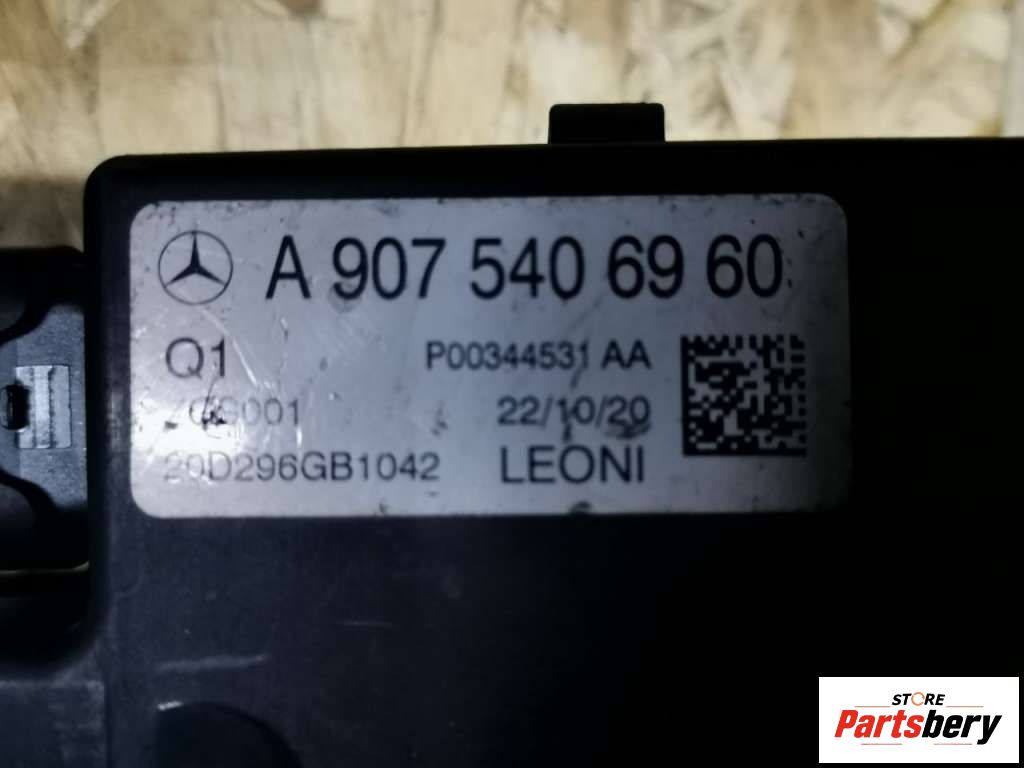 A 907 540 69 60
Q1 P00344531 AA
22/10/20
20D296GB1042 LEONI
STORE
Partsbery